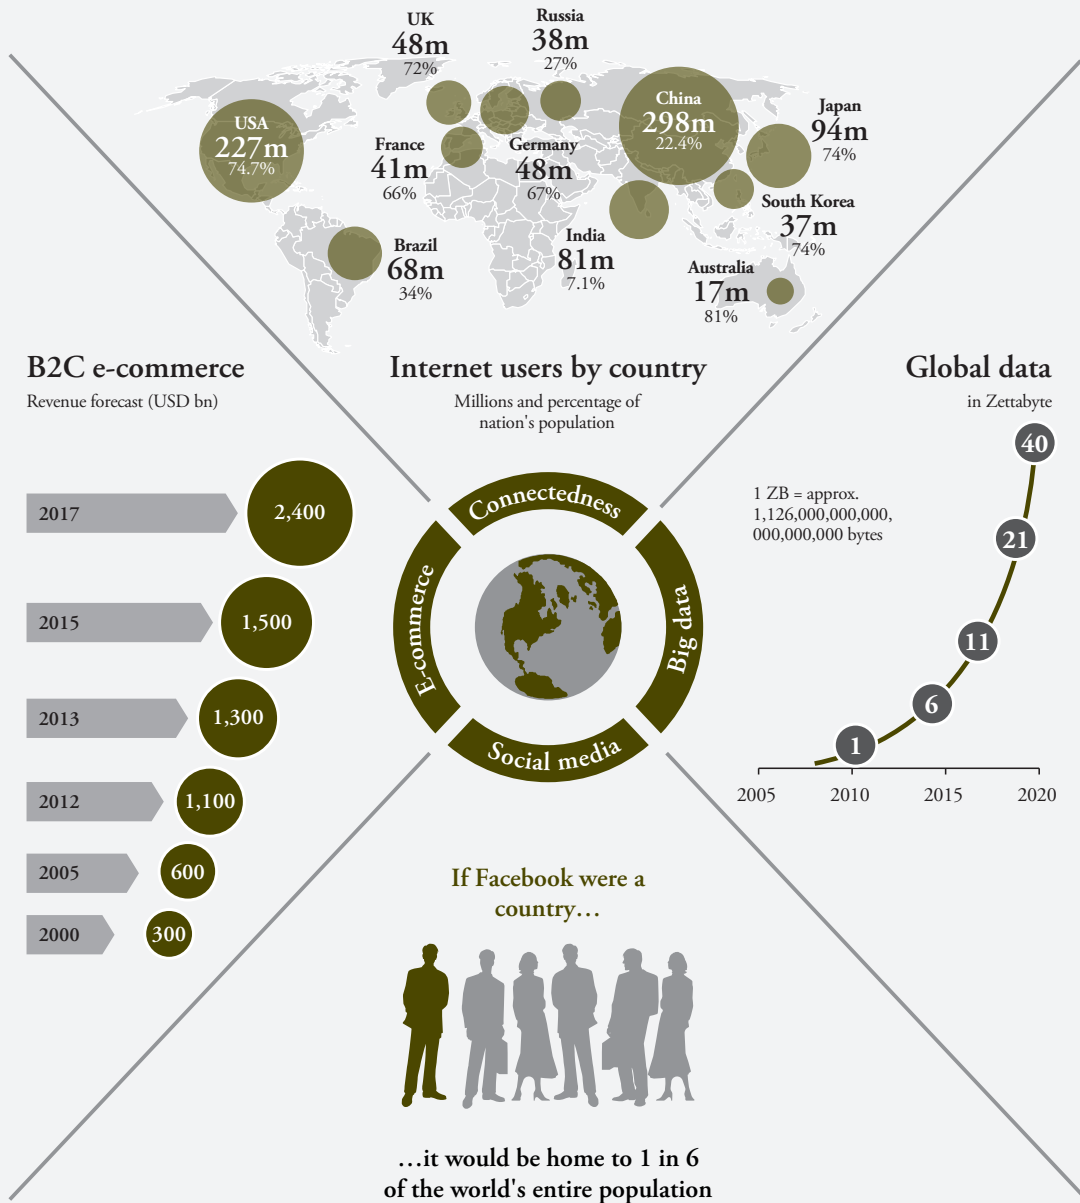 UK
48m
72%
Russia
38m
27%
USA
227m
74.7%
France
41m
66%
Germany
48m
67%
China
298m
22.4%
Japan
94m
74%
South Korea
37m
74%
India
81m
7.1%
Brazil
68m
34%
Australia
17m
81%
Internet users by country
Millions and percentage of
nation's population
B2C e-commerce
Revenue forecast (USD bn)
2017 2,400
2015 1,500
2013 1,300
2012 1,100
2005 600
2000 300
Connectedness
E-commerce
Big data
Social media
Global data
in Zettabyte
1 ZB = approx.
1,126,000,000,000,
000,000,000 bytes
40
21
11
6
1
2005 2010 2015 2020
If Facebook were a
country…
…it would be home to 1 in 6
of the world's entire population